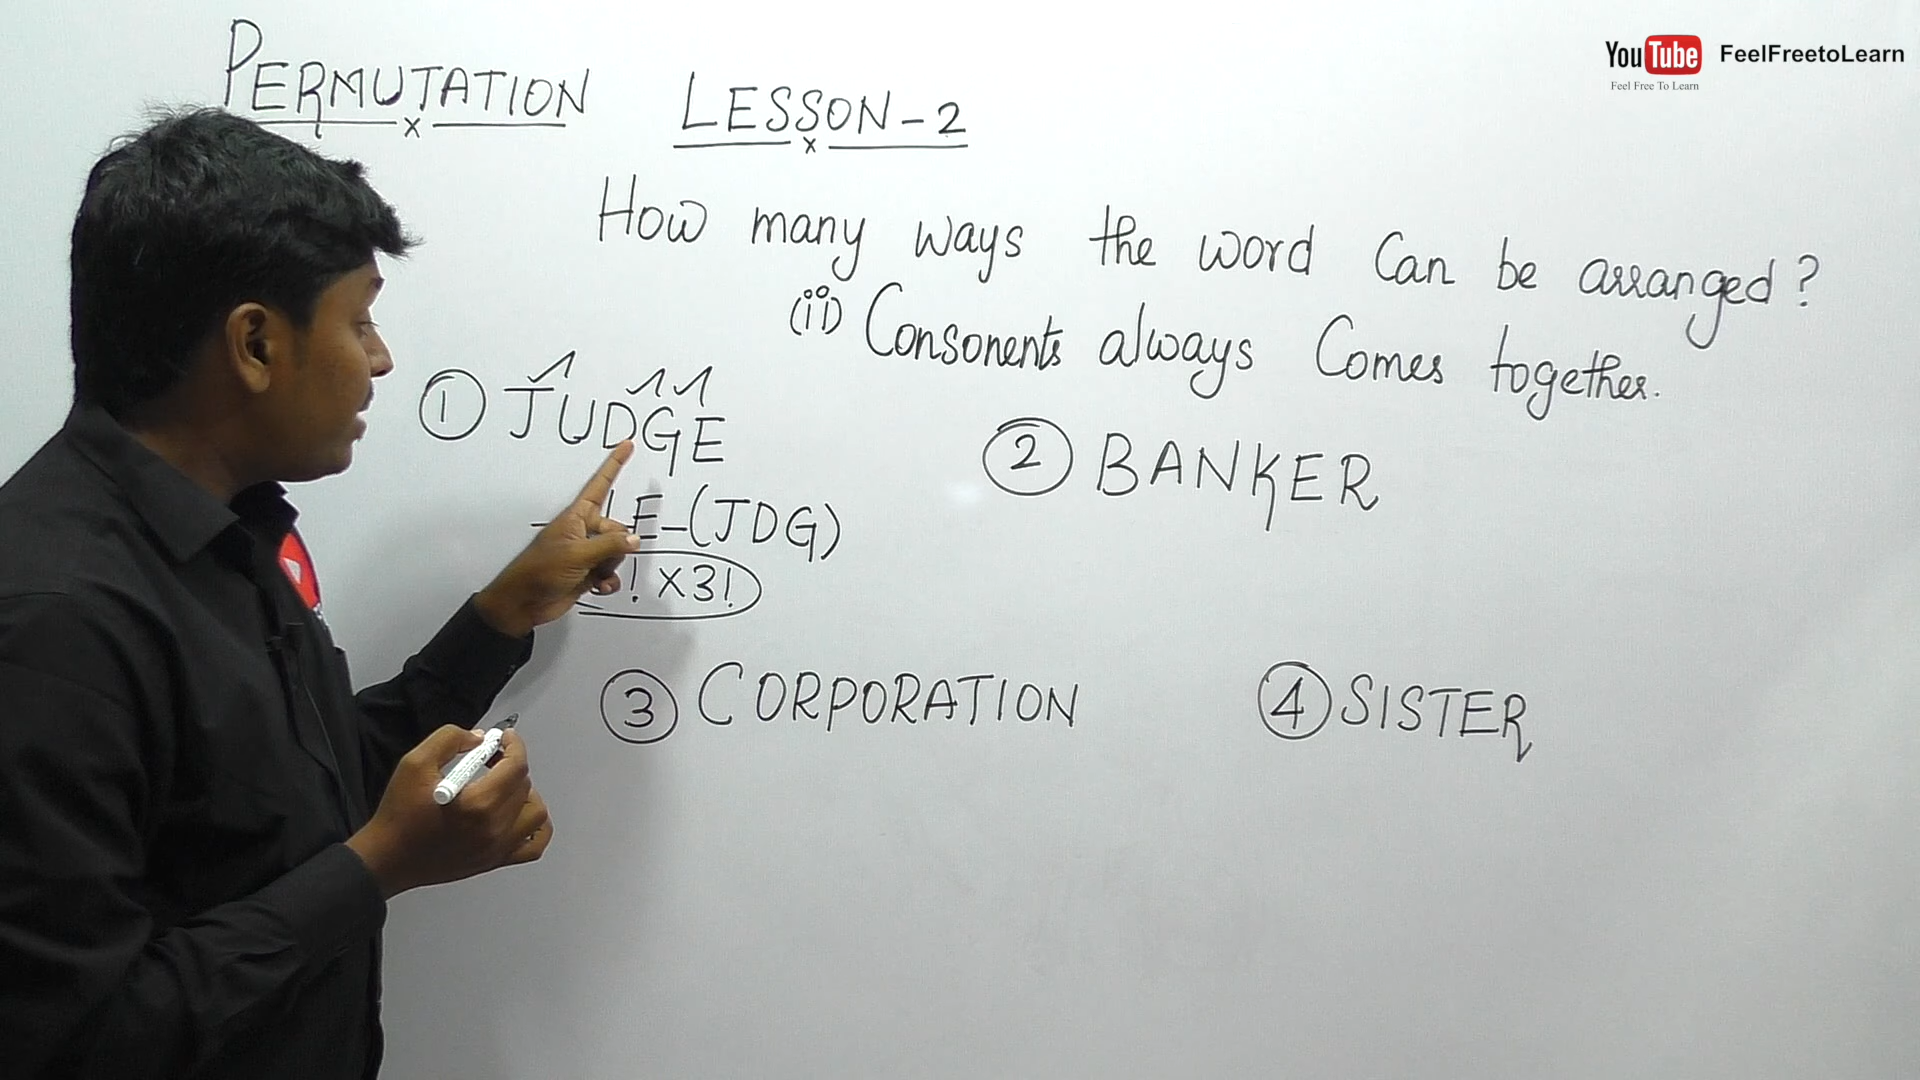 YouTube FeelFreetoLearn
Feel Free To Learn
PERMUTATION LESSON-2
How many ways the word Can be arranged?
(ii) Consonents always Comes together.
1 JUDGE
2 BANKER
E-(JDG)
! X3!
3 CORPORATION
4 SISTER